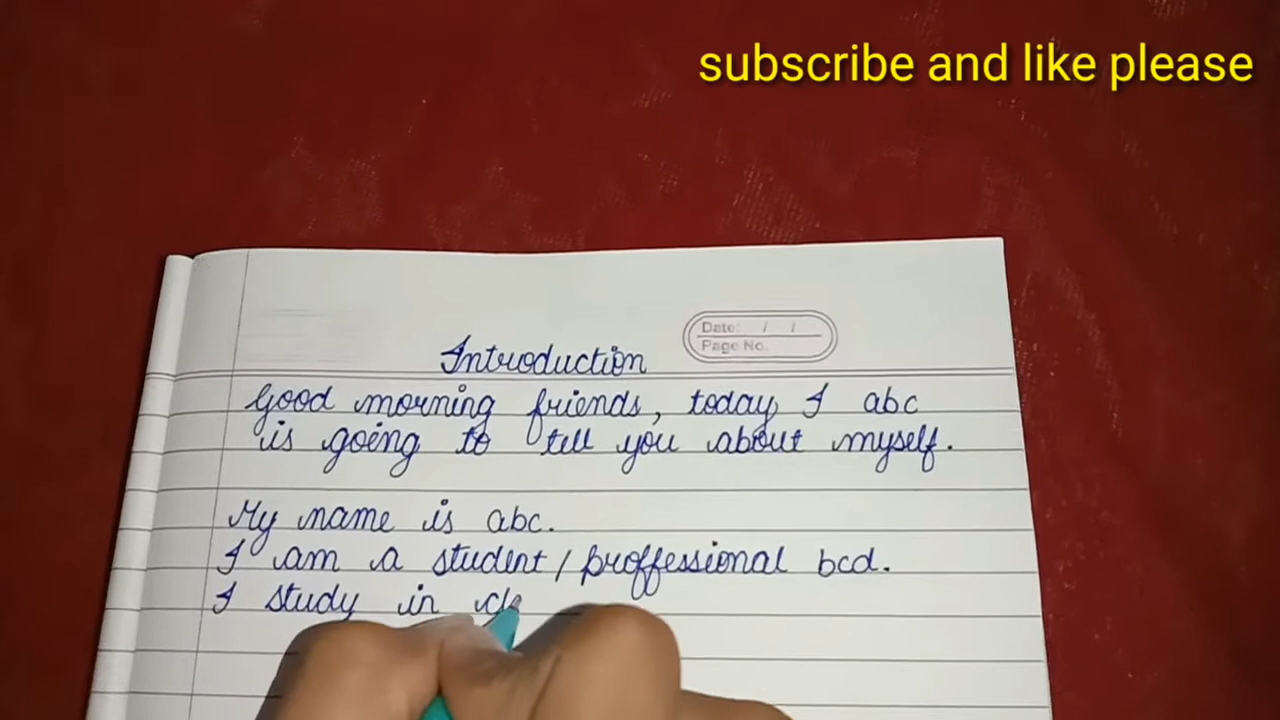 subscribe and like please
Date: / /
Page No.
Introduction
Good morning friends, today I abc
is going to tell you about myself.
My name is abc.
I am a student / proffessional bcd.
I study in cla